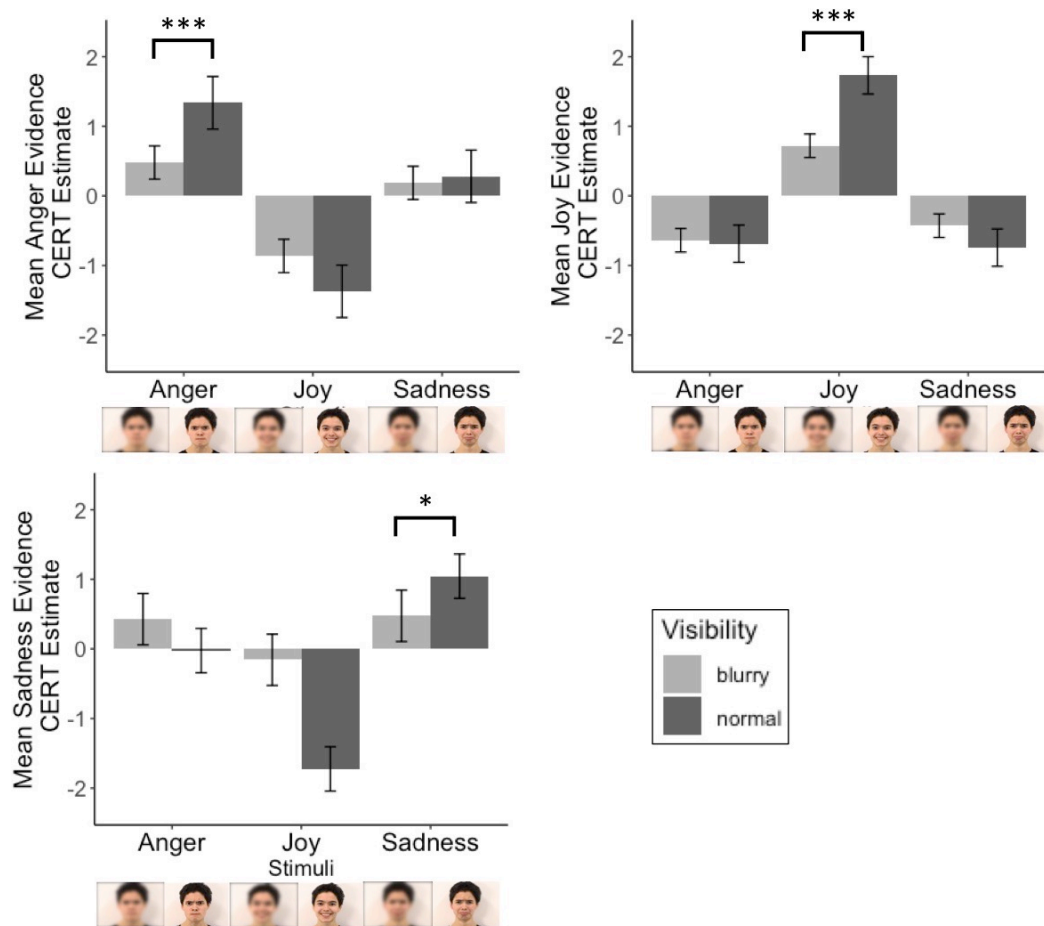 ***
2
1
0
-1
-2
Mean Anger Evidence
CERT Estimate
Anger Joy Sadness
***
2
1
0
-1
-2
Mean Joy Evidence
CERT Estimate
Anger Joy Sadness
*
2
1
0
-1
-2
Mean Sadness Evidence
CERT Estimate
Anger Joy Sadness
Stimuli
Visibility
blurry
normal